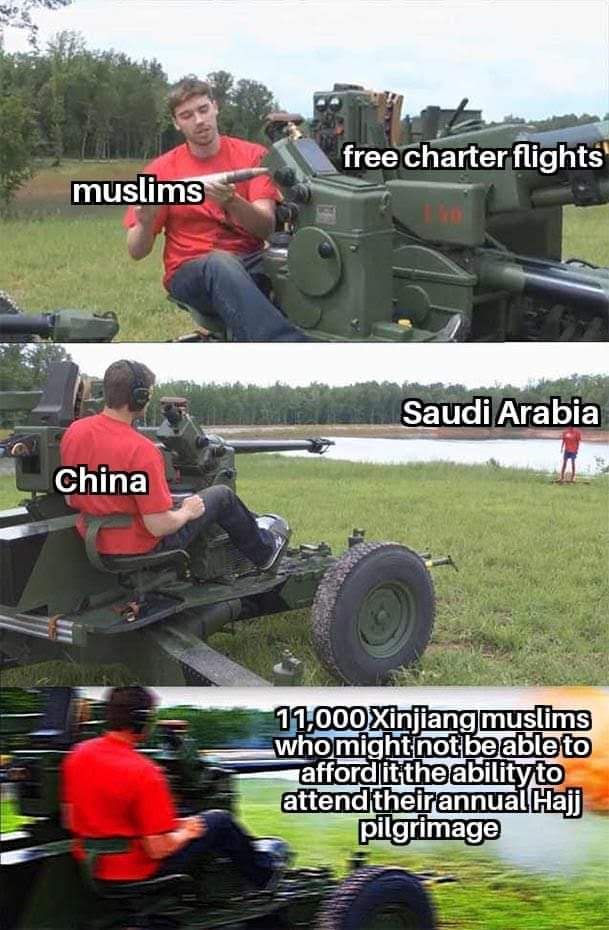 free charter flights
muslims
Saudi Arabia
China
11,000 Xinjiang muslims
who might not be able to
afford it the ability to
attend their annual Hajj
pilgrimage